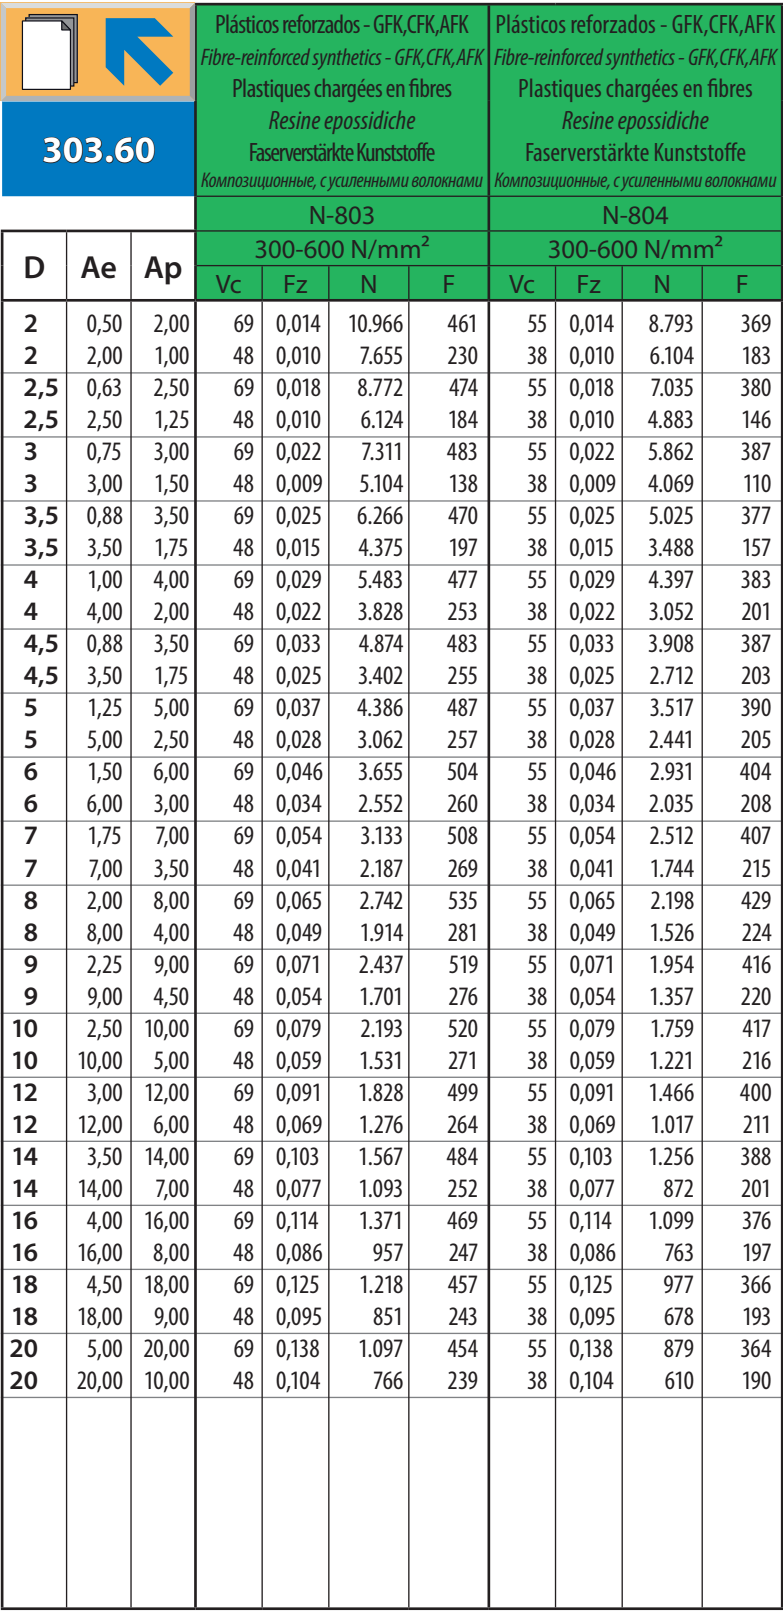 Plásticos reforzados - GFK,CFK,AFK Plásticos reforzados - GFK,CFK,AFK
Fibre-reinforced synthetics - GFK,CFK,AFK Fibre-reinforced synthetics - GFK,CFK,AFK
Plastiques chargées en fibres Plastiques chargées en fibres
Resine epossidiche Resine epossidiche
303.60 Faserverstärkte Kunststoffe Faserverstärkte Kunststoffe
Композиционные, с усиленными волокнами Композиционные, с усиленными волокнами
N-803 N-804
300-600 N/mm² 300-600 N/mm²
D Ae Ap Vc Fz N F Vc Fz N F
2 0,50 2,00 69 0,014 10.966 461 55 0,014 8.793 369
2 2,00 1,00 48 0,010 7.655 230 38 0,010 6.104 183
2,5 0,63 2,50 69 0,018 8.772 474 55 0,018 7.035 380
2,5 2,50 1,25 48 0,010 6.124 184 38 0,010 4.883 146
3 0,75 3,00 69 0,022 7.311 483 55 0,022 5.862 387
3 3,00 1,50 48 0,009 5.104 138 38 0,009 4.069 110
3,5 0,88 3,50 69 0,025 6.266 470 55 0,025 5.025 377
3,5 3,50 1,75 48 0,015 4.375 197 38 0,015 3.488 157
4 1,00 4,00 69 0,029 5.483 477 55 0,029 4.397 383
4 4,00 2,00 48 0,022 3.828 253 38 0,022 3.052 201
4,5 0,88 3,50 69 0,033 4.874 483 55 0,033 3.908 387
4,5 3,50 1,75 48 0,025 3.402 255 38 0,025 2.712 203
5 1,25 5,00 69 0,037 4.386 487 55 0,037 3.517 390
5 5,00 2,50 48 0,028 3.062 257 38 0,028 2.441 205
6 1,50 6,00 69 0,046 3.655 504 55 0,046 2.931 404
6 6,00 3,00 48 0,034 2.552 260 38 0,034 2.035 208
7 1,75 7,00 69 0,054 3.133 508 55 0,054 2.512 407
7 7,00 3,50 48 0,041 2.187 269 38 0,041 1.744 215
8 2,00 8,00 69 0,065 2.742 535 55 0,065 2.198 429
8 8,00 4,00 48 0,049 1.914 281 38 0,049 1.526 224
9 2,25 9,00 69 0,071 2.437 519 55 0,071 1.954 416
9 9,00 4,50 48 0,054 1.701 276 38 0,054 1.357 220
10 2,50 10,00 69 0,079 2.193 520 55 0,079 1.759 417
10 10,00 5,00 48 0,059 1.531 271 38 0,059 1.221 216
12 3,00 12,00 69 0,091 1.828 499 55 0,091 1.466 400
12 12,00 6,00 48 0,069 1.276 264 38 0,069 1.017 211
14 3,50 14,00 69 0,103 1.567 484 55 0,103 1.256 388
14 14,00 7,00 48 0,077 1.093 252 38 0,077 872 201
16 4,00 16,00 69 0,114 1.371 469 55 0,114 1.099 376
16 16,00 8,00 48 0,086 957 247 38 0,086 763 197
18 4,50 18,00 69 0,125 1.218 457 55 0,125 977 366
18 18,00 9,00 48 0,095 851 243 38 0,095 678 193
20 5,00 20,00 69 0,138 1.097 454 55 0,138 879 364
20 20,00 10,00 48 0,104 766 239 38 0,104 610 190